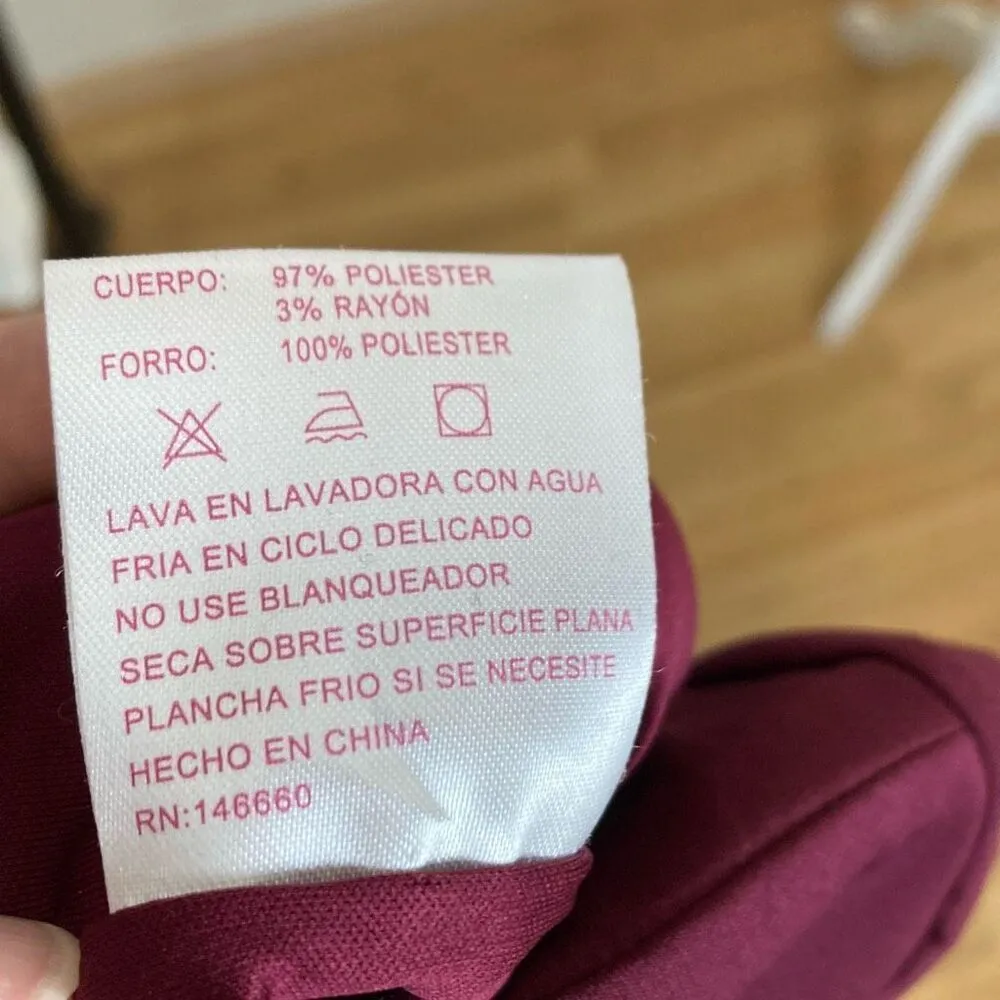 CUERPO: 97% POLIESTER
3% RAYÓN
FORRO: 100% POLIESTER
LAVA EN LAVADORA CON AGUA
FRIA EN CICLO DELICADO
NO USE BLANQUEADOR
SECA SOBRE SUPERFICIE PLANA
PLANCHA FRIO SI SE NECESITE
HECHO EN CHINA
RN:146660